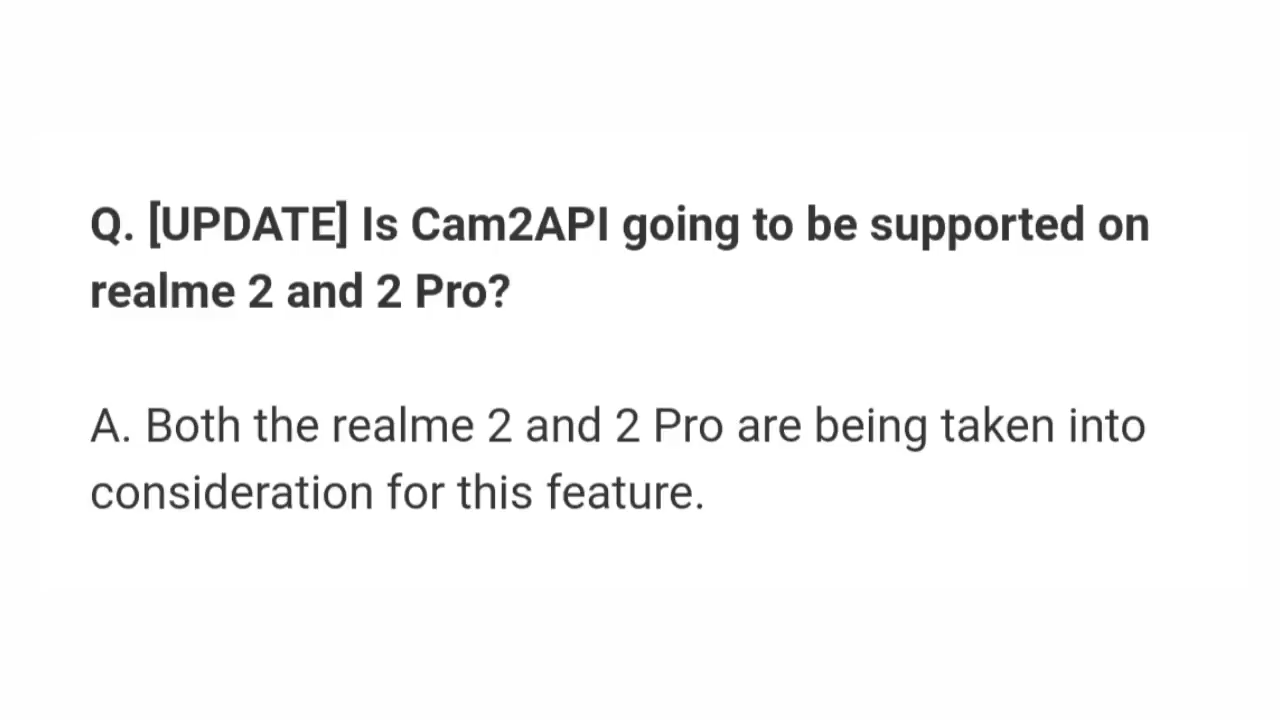 Q. [UPDATE] Is Cam2API going to be supported on
realme 2 and 2 Pro?
A. Both the realme 2 and 2 Pro are being taken into
consideration for this feature.